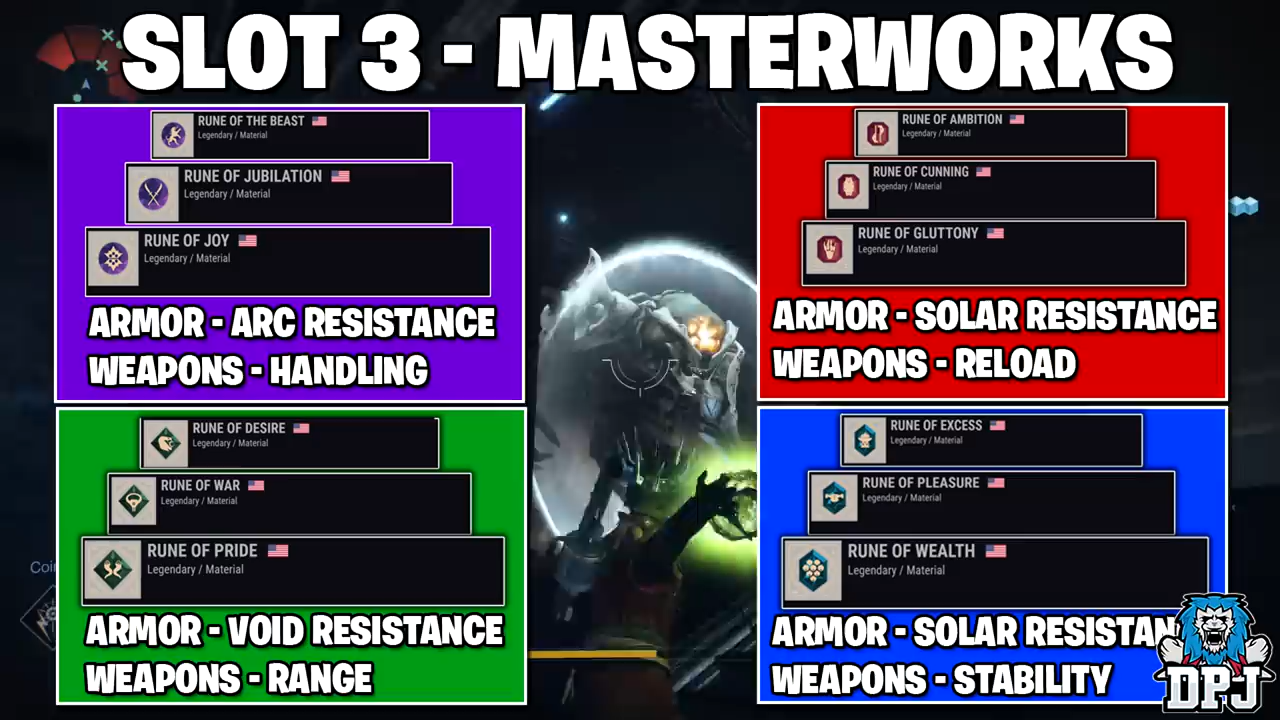 SLOT 3 - MASTERWORKS
RUNE OF THE BEAST
Legendary / Material
RUNE OF JUBILATION
Legendary / Material
RUNE OF JOY
Legendary / Material
ARMOR - ARC RESISTANCE
WEAPONS - HANDLING
RUNE OF AMBITION
Legendary / Material
RUNE OF CUNNING
Legendary / Material
RUNE OF GLUTTONY
Legendary / Material
ARMOR - SOLAR RESISTANCE
WEAPONS - RELOAD
RUNE OF DESIRE
Legendary / Material
RUNE OF WAR
Legendary / Material
RUNE OF PRIDE
Legendary / Material
ARMOR - VOID RESISTANCE
WEAPONS - RANGE
RUNE OF EXCESS
Legendary / Material
RUNE OF PLEASURE
Legendary / Material
RUNE OF WEALTH
Legendary / Material
ARMOR - SOLAR RESISTAN
WEAPONS - STABILITY
DPJ